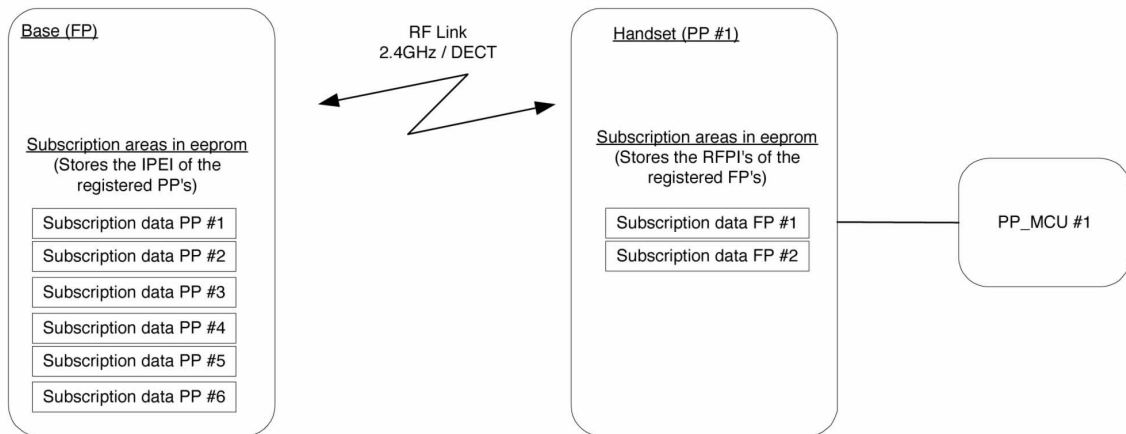 Base (FP)
Subscription areas in eeprom
(Stores the IPEI of the
registered PP's)
Subscription data PP #1
Subscription data PP #2
Subscription data PP #3
Subscription data PP #4
Subscription data PP #5
Subscription data PP #6
RF Link
2.4GHz / DECT
Handset (PP #1)
Subscription areas in eeprom
(Stores the RFPI's of the
registered FP's)
Subscription data FP #1
Subscription data FP #2
PP_MCU #1